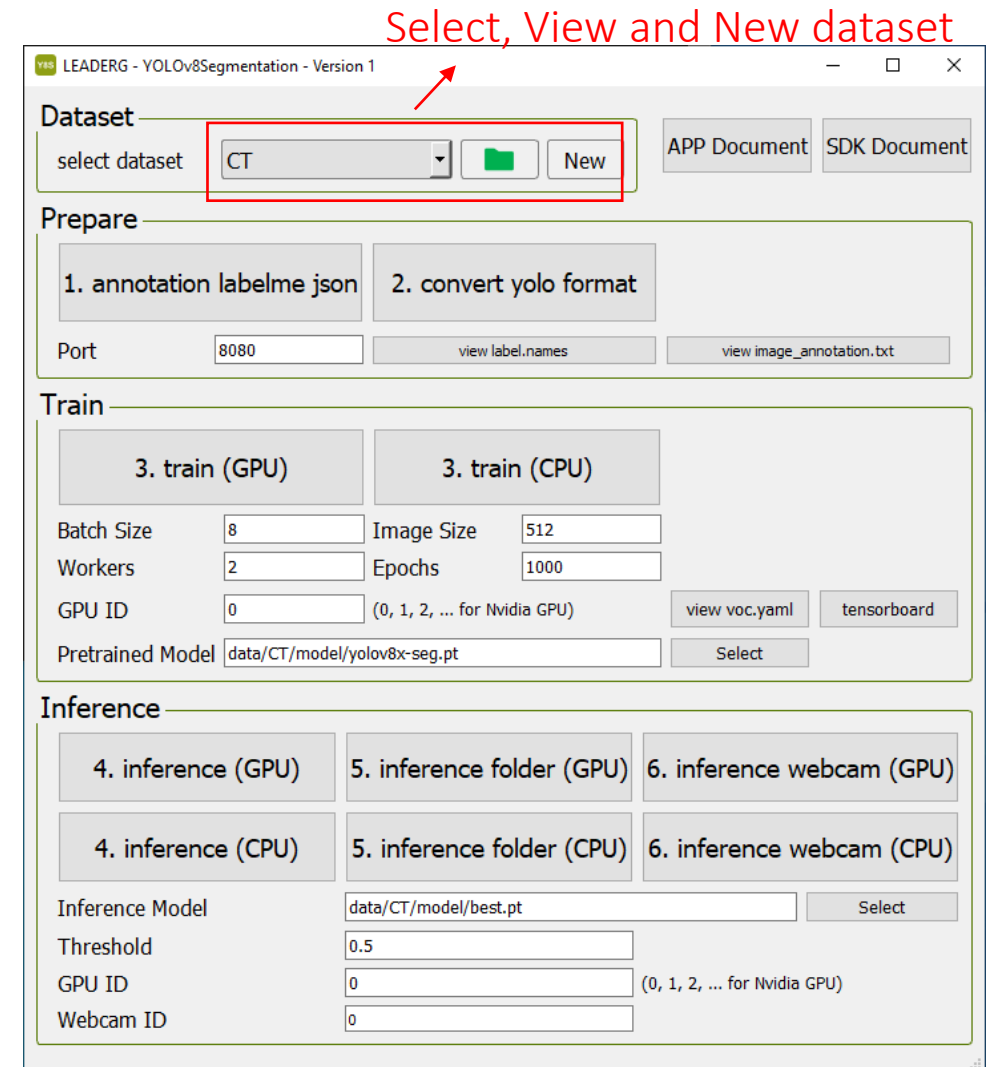 Select, View and New dataset
Y8S LEADERG - YOLOv8Segmentation - Version 1
Dataset
select dataset CT New APP Document SDK Document
Prepare
1. annotation labelme json 2. convert yolo format
Port 8080 view label.names view image_annotation.txt
Train
3. train (GPU) 3. train (CPU)
Batch Size 8 Image Size 512
Workers 2 Epochs 1000
GPU ID 0 (0, 1, 2, ... for Nvidia GPU) view voc.yaml tensorboard
Pretrained Model data/CT/model/yolov8x-seg.pt Select
Inference
4. inference (GPU) 5. inference folder (GPU) 6. inference webcam (GPU)
4. inference (CPU) 5. inference folder (CPU) 6. inference webcam (CPU)
Inference Model data/CT/model/best.pt Select
Threshold 0.5
GPU ID 0 (0, 1, 2, ... for Nvidia GPU)
Webcam ID 0